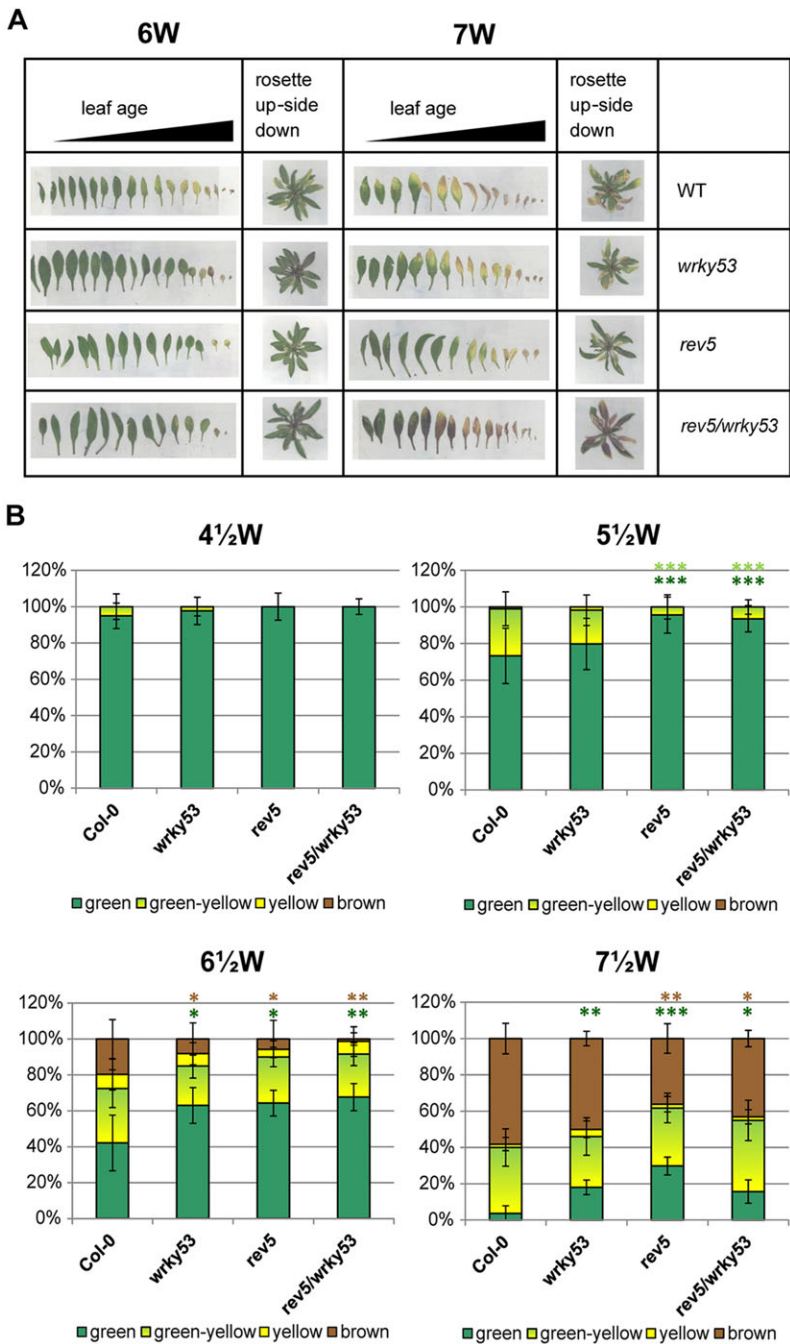 A
6W 7W
leaf age
rosette
up-side
down
leaf age
rosette
up-side
down
WT
wrky53
rev5
rev5/wrky53
B
4½W
120%
100%
80%
60%
40%
20%
0%
Col-0
wrky53
rev5
rev5/wrky53
green green-yellow yellow brown
5½W
*** ***
*** ***
120%
100%
80%
60%
40%
20%
0%
Col-0
wrky53
rev5
rev5/wrky53
green green-yellow yellow brown
6½W
* * **
* * **
120%
100%
80%
60%
40%
20%
0%
Col-0
wrky53
rev5
rev5/wrky53
green green-yellow yellow brown
7½W
** *
** *** *
120%
100%
80%
60%
40%
20%
0%
Col-0
wrky53
rev5
rev5/wrky53
green green-yellow yellow brown